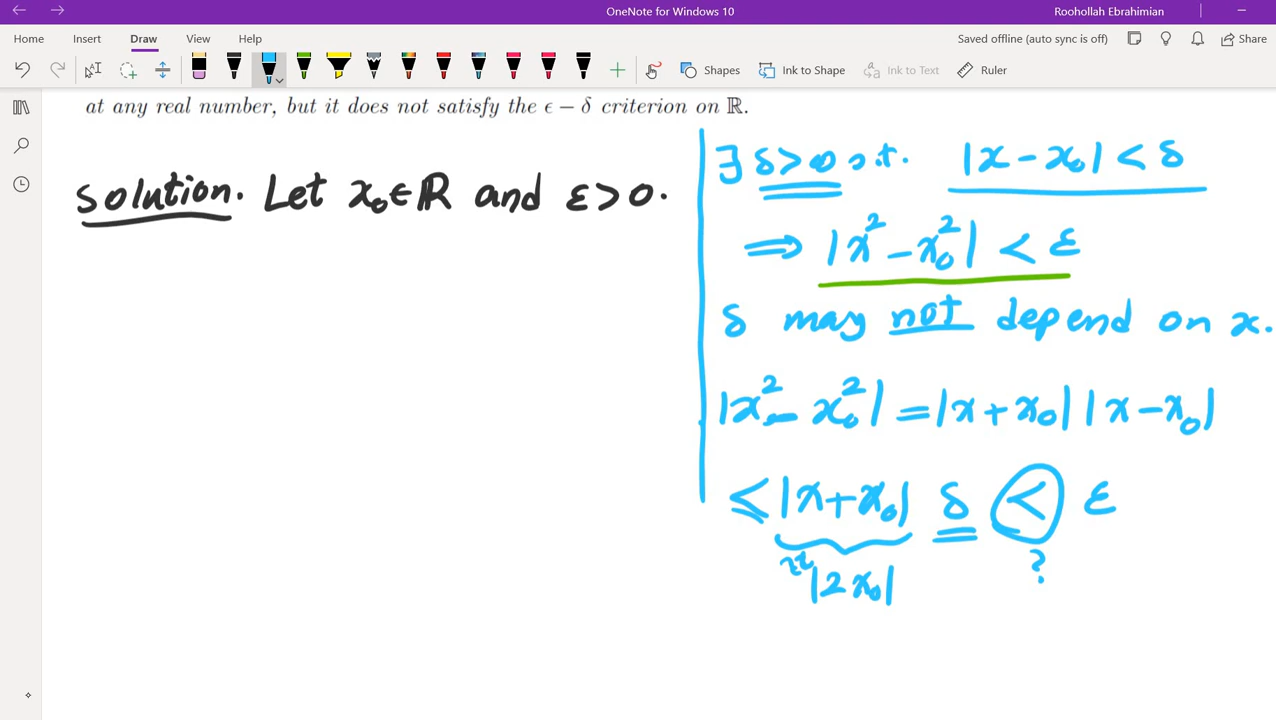 OneNote for Windows 10
Roohollah Ebrahimian
Home Insert Draw View Help
Saved offline (auto sync is off)
Share
Shapes Ink to Shape Ink to Text Ruler
at any real number, but it does not satisfy the ϵ − δ criterion on ℝ.
Solution. Let x₀ ∈ ℝ and ε > 0.
∃ δ > 0 s.t. |x − x₀| < δ
⟹ |x² − x₀²| < ε
δ may not depend on x.
|x² − x₀²| = |x + x₀| |x − x₀|
≤ |x + x₀| δ < ε
≈ |2x₀|
?